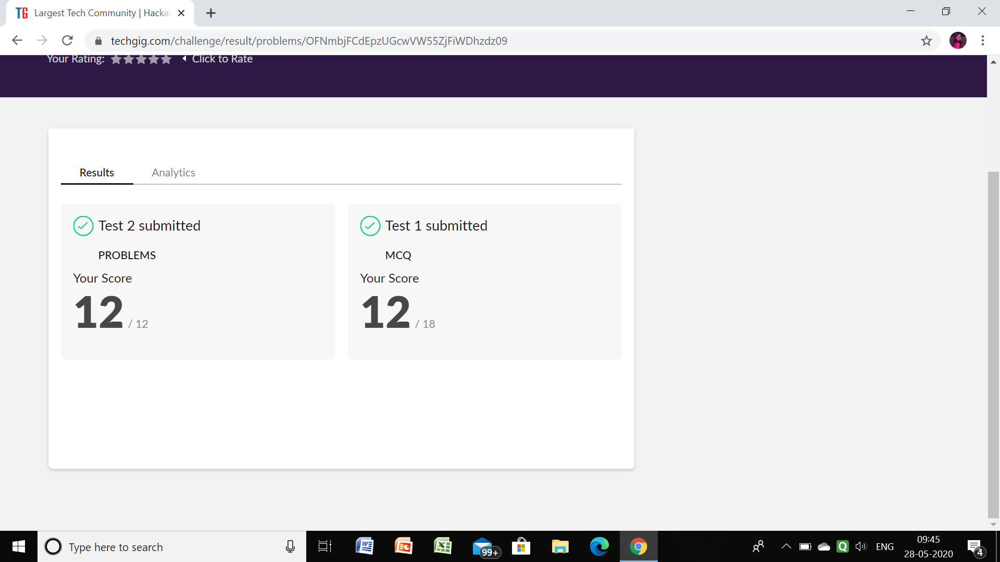 TG Largest Tech Community | Hacka
techgig.com/challenge/result/problems/OFNmbjFCdEpzUGcwVW55ZjFiWDhzdz09
Your Rating: Click to Rate
Results Analytics
Test 2 submitted
PROBLEMS
Your Score
12 / 12
Test 1 submitted
MCQ
Your Score
12 / 18
Type here to search
99+
Q
ENG
09:45
28-05-2020
4